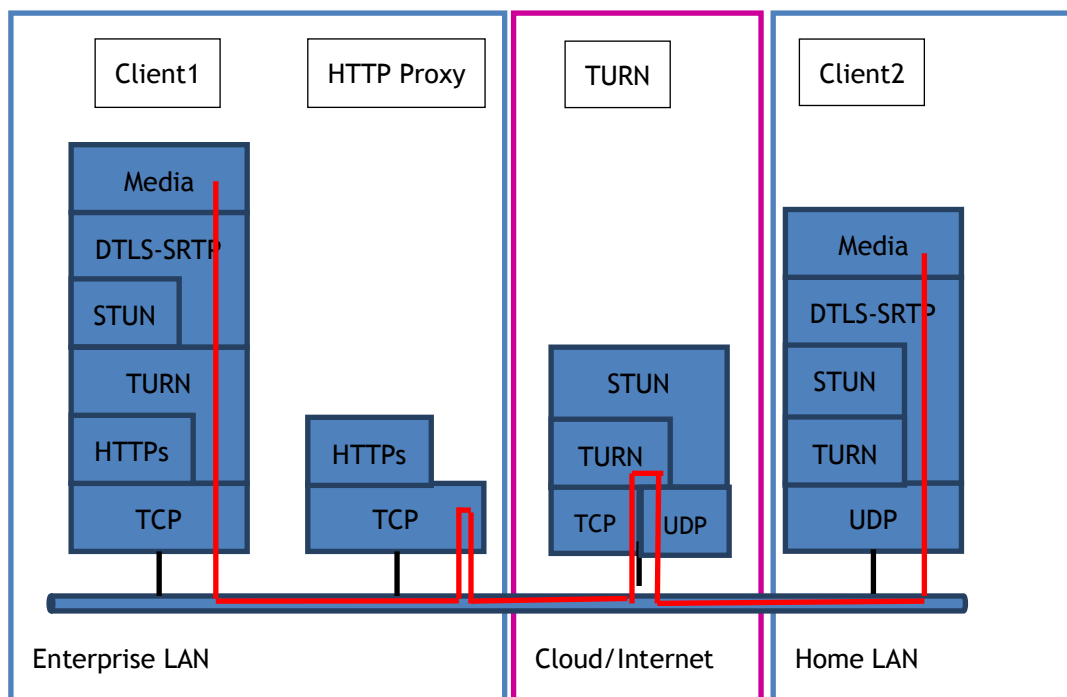 Client1
HTTP Proxy
TURN
Client2
Media
DTLS-SRTP
STUN
TURN
HTTPs
TCP
HTTPs
TCP
STUN
TURN
TCP
UDP
Media
DTLS-SRTP
STUN
TURN
UDP
Enterprise LAN
Cloud/Internet
Home LAN